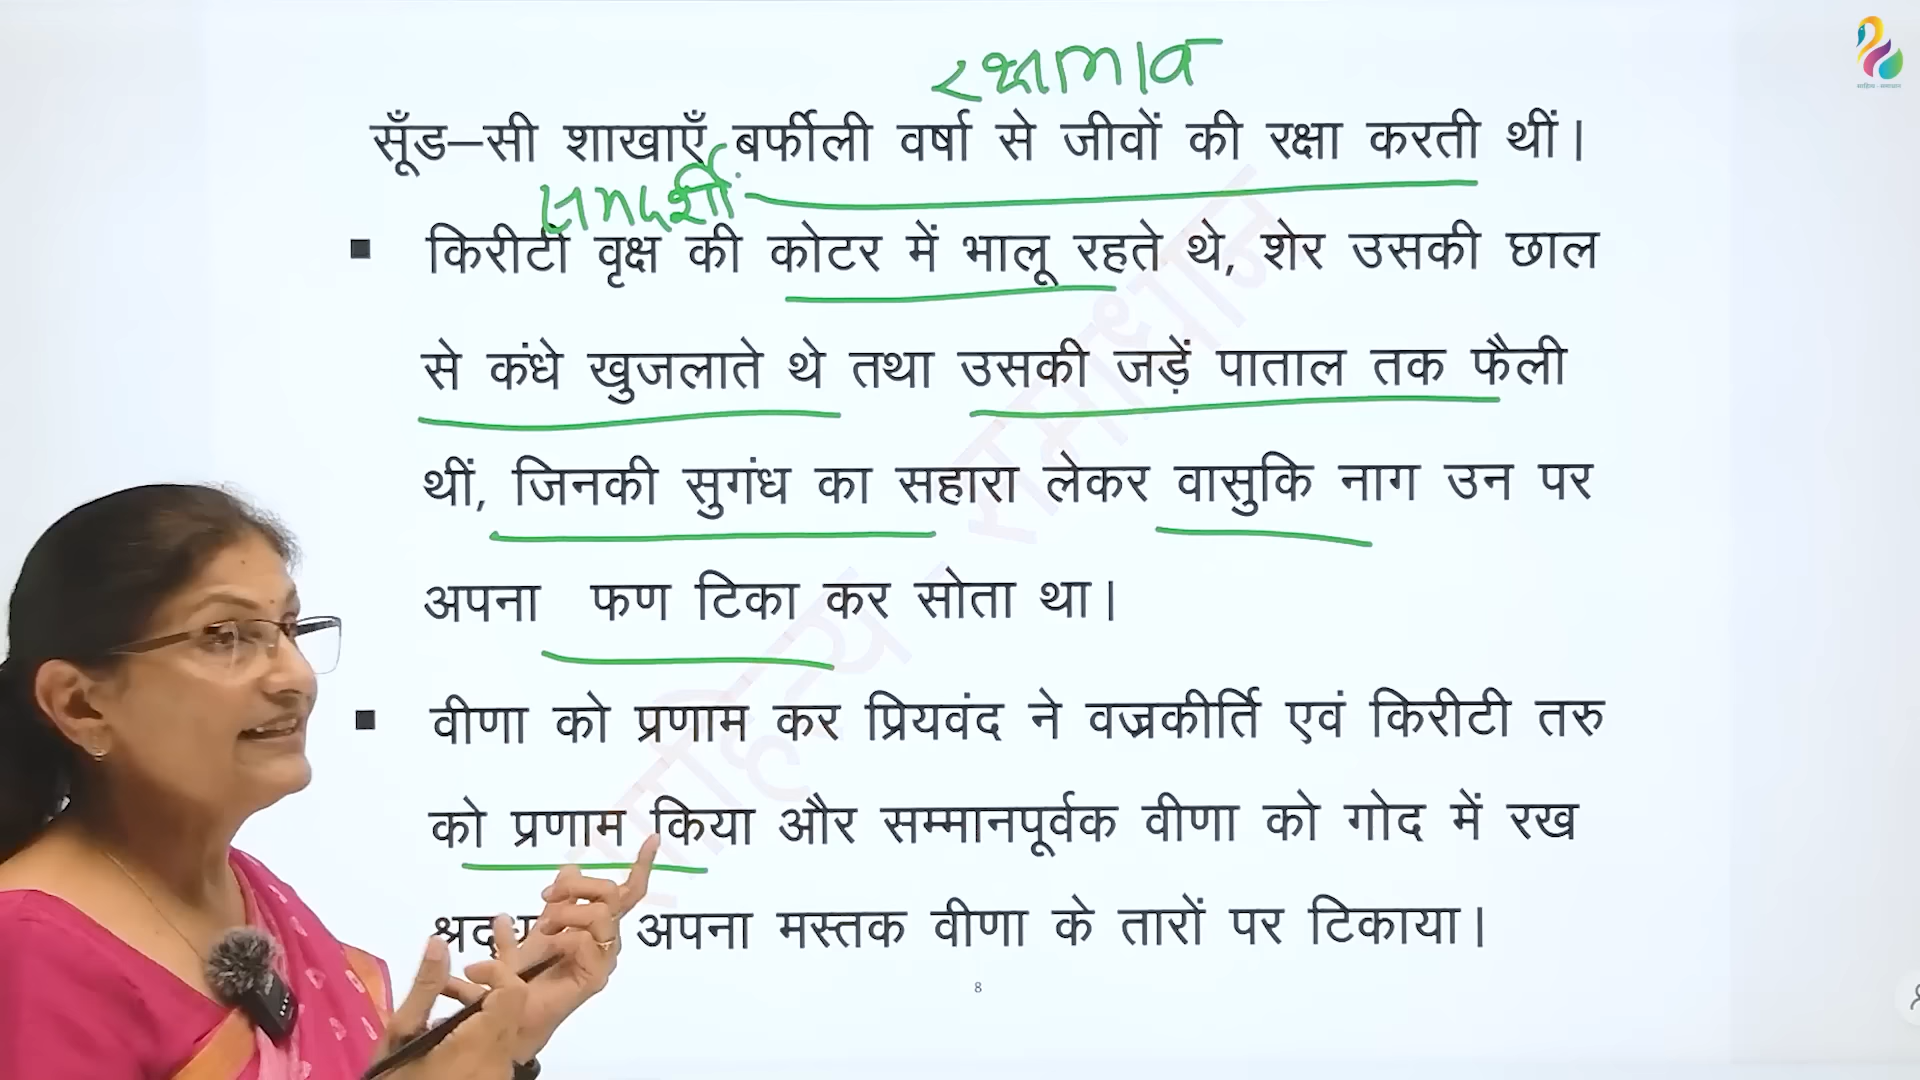 रक्षाभाव
सूँड–सी शाखाएँ बर्फीली वर्षा से जीवों की रक्षा करती थीं।
समदर्शी
▪ किरीटी वृक्ष की कोटर में भालू रहते थे, शेर उसकी छाल
से कंधे खुजलाते थे तथा उसकी जड़ें पाताल तक फैली
थीं, जिनकी सुगंध का सहारा लेकर वासुकि नाग उन पर
अपना फण टिका कर सोता था।
▪ वीणा को प्रणाम कर प्रियवंद ने वज्रकीर्ति एवं किरीटी तरु
को प्रणाम किया और सम्मानपूर्वक वीणा को गोद में रख
अपना मस्तक वीणा के तारों पर टिकाया।
8
साहित्य - रामाधान